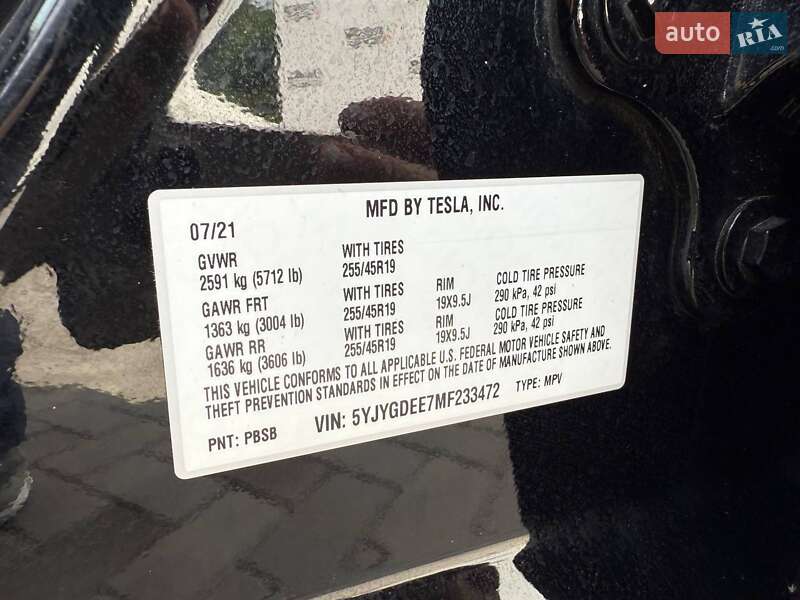 auto RIA.com
MFD BY TESLA, INC.
07/21
GVWR WITH TIRES
2591 kg (5712 lb) 255/45R19
GAWR FRT WITH TIRES RIM COLD TIRE PRESSURE
1363 kg (3004 lb) 255/45R19 19X9.5J 290 kPa, 42 psi
GAWR RR WITH TIRES RIM COLD TIRE PRESSURE
1636 kg (3606 lb) 255/45R19 19X9.5J 290 kPa, 42 psi
THIS VEHICLE CONFORMS TO ALL APPLICABLE U.S. FEDERAL MOTOR VEHICLE SAFETY AND
THEFT PREVENTION STANDARDS IN EFFECT ON THE DATE OF MANUFACTURE SHOWN ABOVE.
PNT: PBSB VIN: 5YJYGDEE7MF233472 TYPE: MPV